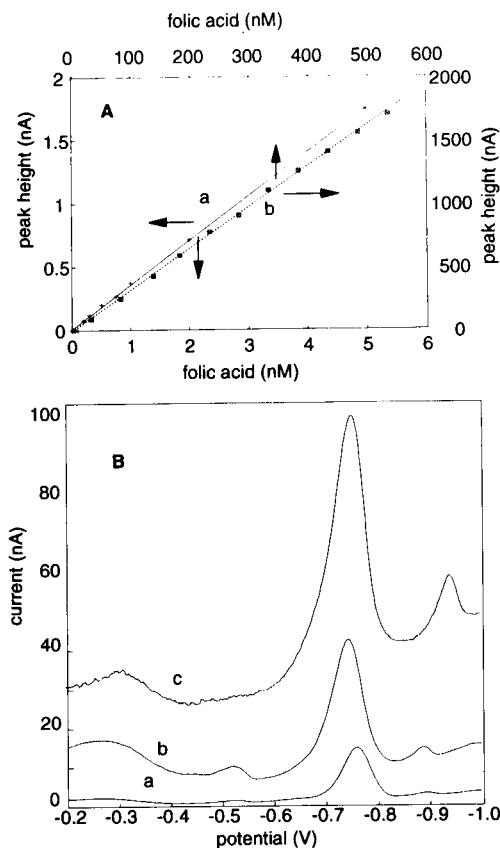 folic acid (nM)
0 100 200 300 400 500 600
2 2000
A
1.5 1500
a
peak height (nA)
peak height (nA)
b
1 1000
0.5 500
0 0
0 1 2 3 4 5 6
folic acid (nM)
100
B
80
60
current (nA)
40
c
20
b
a
0
-0.2 -0.3 -0.4 -0.5 -0.6 -0.7 -0.8 -0.9 -1.0
potential (V)